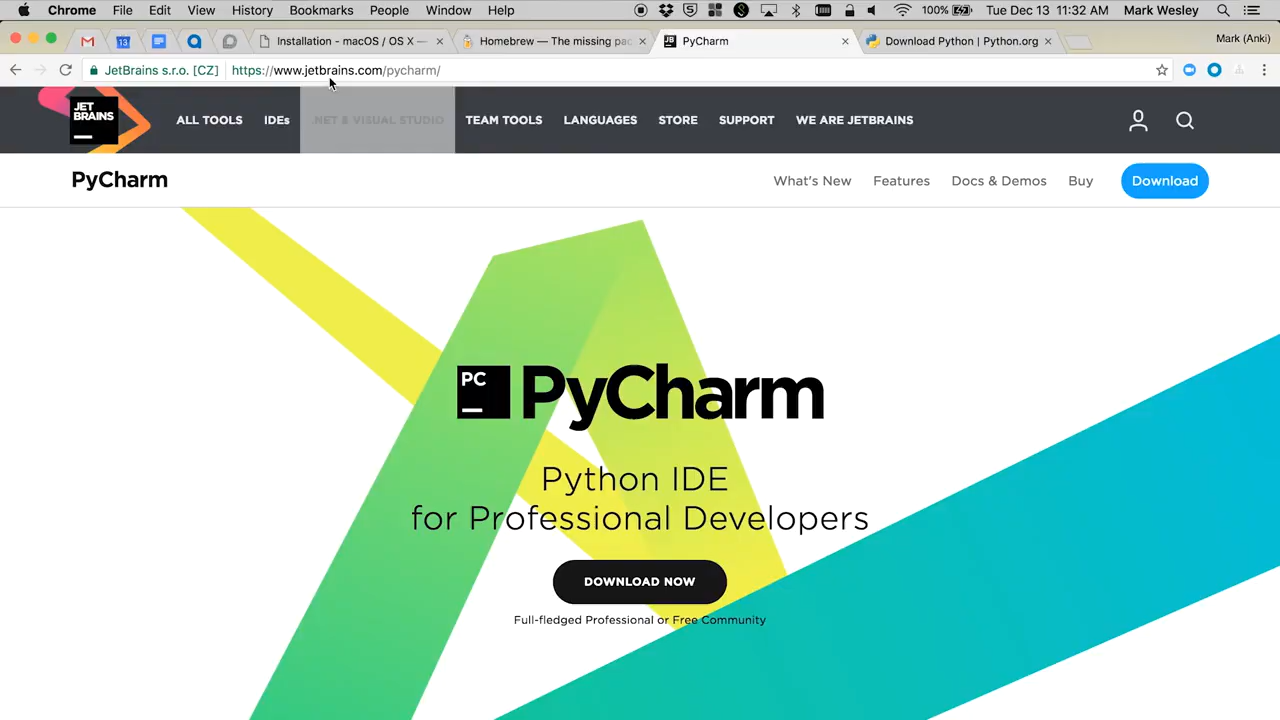 Chrome File Edit View History Bookmarks People Window Help 100% Tue Dec 13 11:32 AM Mark Wesley
13 Installation - macOS / OS X — Homebrew — The missing pac PyCharm Download Python | Python.org Mark (Anki)
JetBrains s.r.o. [CZ] https://www.jetbrains.com/pycharm/
JET
BRAINS
ALL TOOLS IDEs .NET & VISUAL STUDIO TEAM TOOLS LANGUAGES STORE SUPPORT WE ARE JETBRAINS
PyCharm What's New Features Docs & Demos Buy Download
PC PyCharm
Python IDE
for Professional Developers
DOWNLOAD NOW
Full-fledged Professional or Free Community